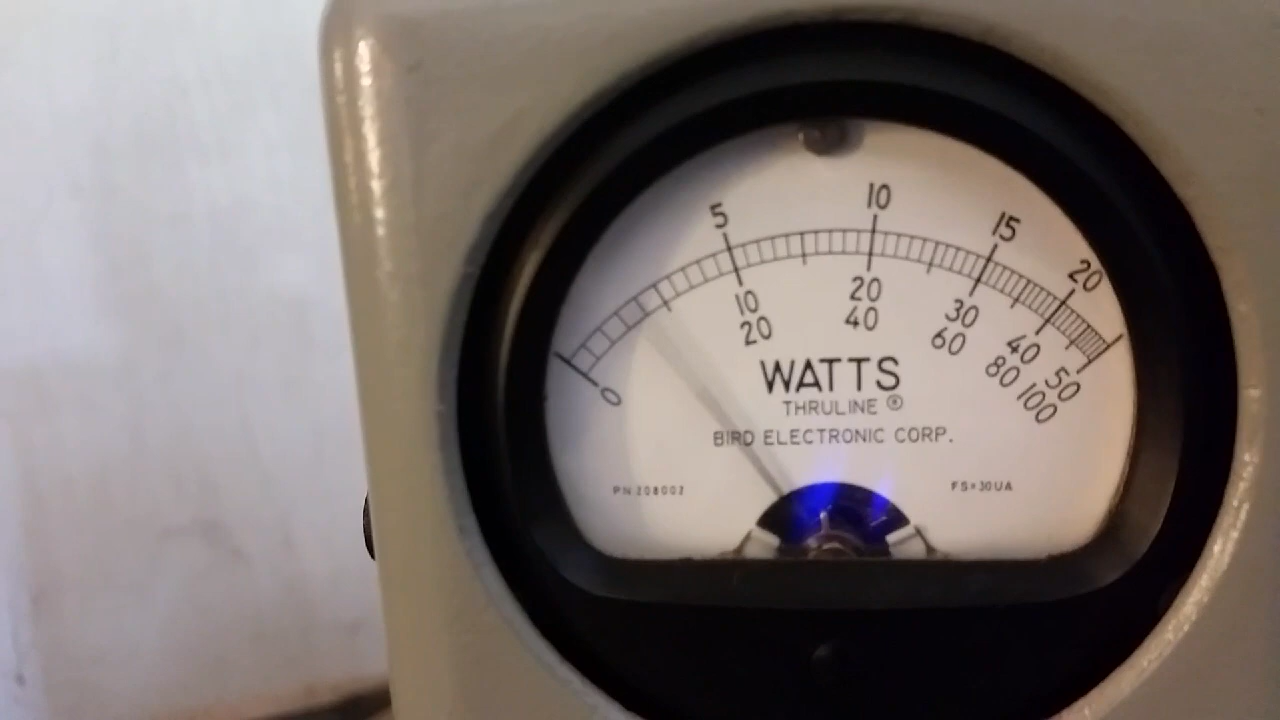 5 10 15 20
0 10 20 30 40 50
20 40 60 80 100
WATTS
THRULINE ®
BIRD ELECTRONIC CORP.
PN 208002 FS=30UA